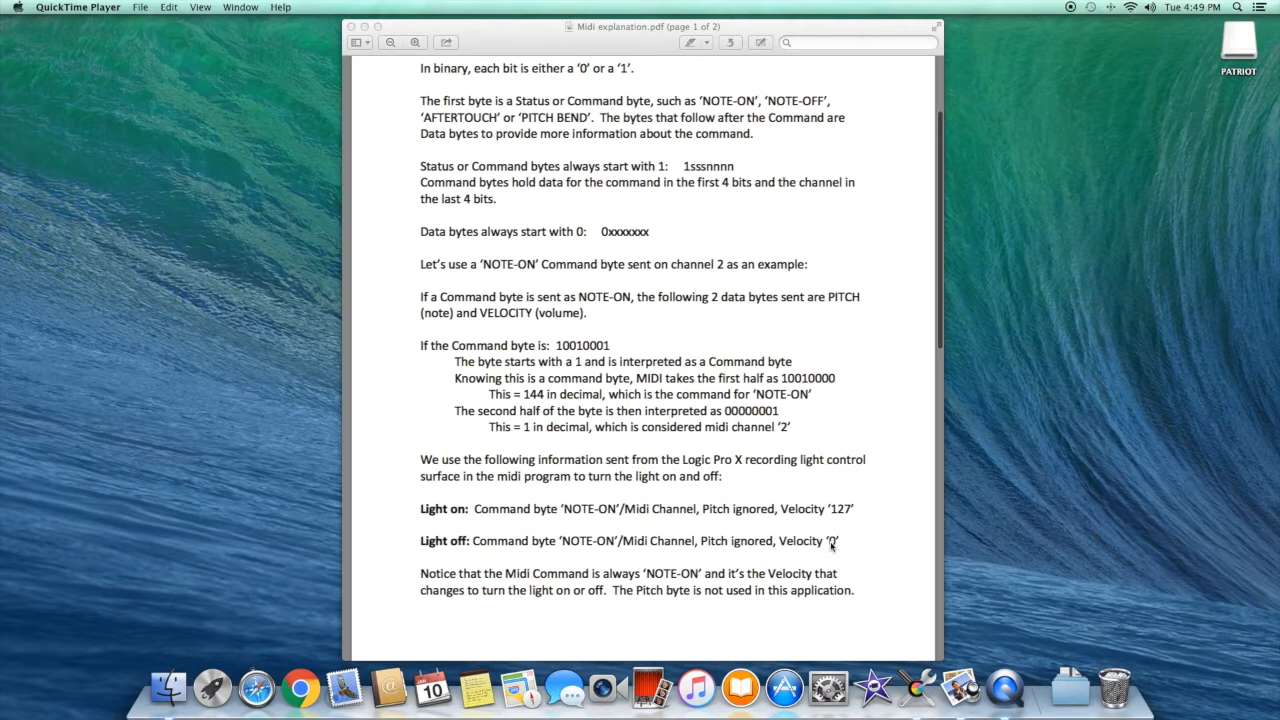 QuickTime Player File Edit View Window Help Tue 4:49 PM
Midi explanation.pdf (page 1 of 2)
PATRIOT
In binary, each bit is either a ‘0’ or a ‘1’.
The first byte is a Status or Command byte, such as ‘NOTE-ON’, ‘NOTE-OFF’,
‘AFTERTOUCH’ or ‘PITCH BEND’. The bytes that follow after the Command are
Data bytes to provide more information about the command.
Status or Command bytes always start with 1: 1sssnnnn
Command bytes hold data for the command in the first 4 bits and the channel in
the last 4 bits.
Data bytes always start with 0: 0xxxxxxx
Let’s use a ‘NOTE-ON’ Command byte sent on channel 2 as an example:
If a Command byte is sent as NOTE-ON, the following 2 data bytes sent are PITCH
(note) and VELOCITY (volume).
If the Command byte is: 10010001
The byte starts with a 1 and is interpreted as a Command byte
Knowing this is a command byte, MIDI takes the first half as 10010000
This = 144 in decimal, which is the command for ‘NOTE-ON’
The second half of the byte is then interpreted as 00000001
This = 1 in decimal, which is considered midi channel ‘2’
We use the following information sent from the Logic Pro X recording light control
surface in the midi program to turn the light on and off:
Light on: Command byte ‘NOTE-ON’/Midi Channel, Pitch ignored, Velocity ‘127’
Light off: Command byte ‘NOTE-ON’/Midi Channel, Pitch ignored, Velocity ‘0’
Notice that the Midi Command is always ‘NOTE-ON’ and it’s the Velocity that
changes to turn the light on or off. The Pitch byte is not used in this application.
JAN
10